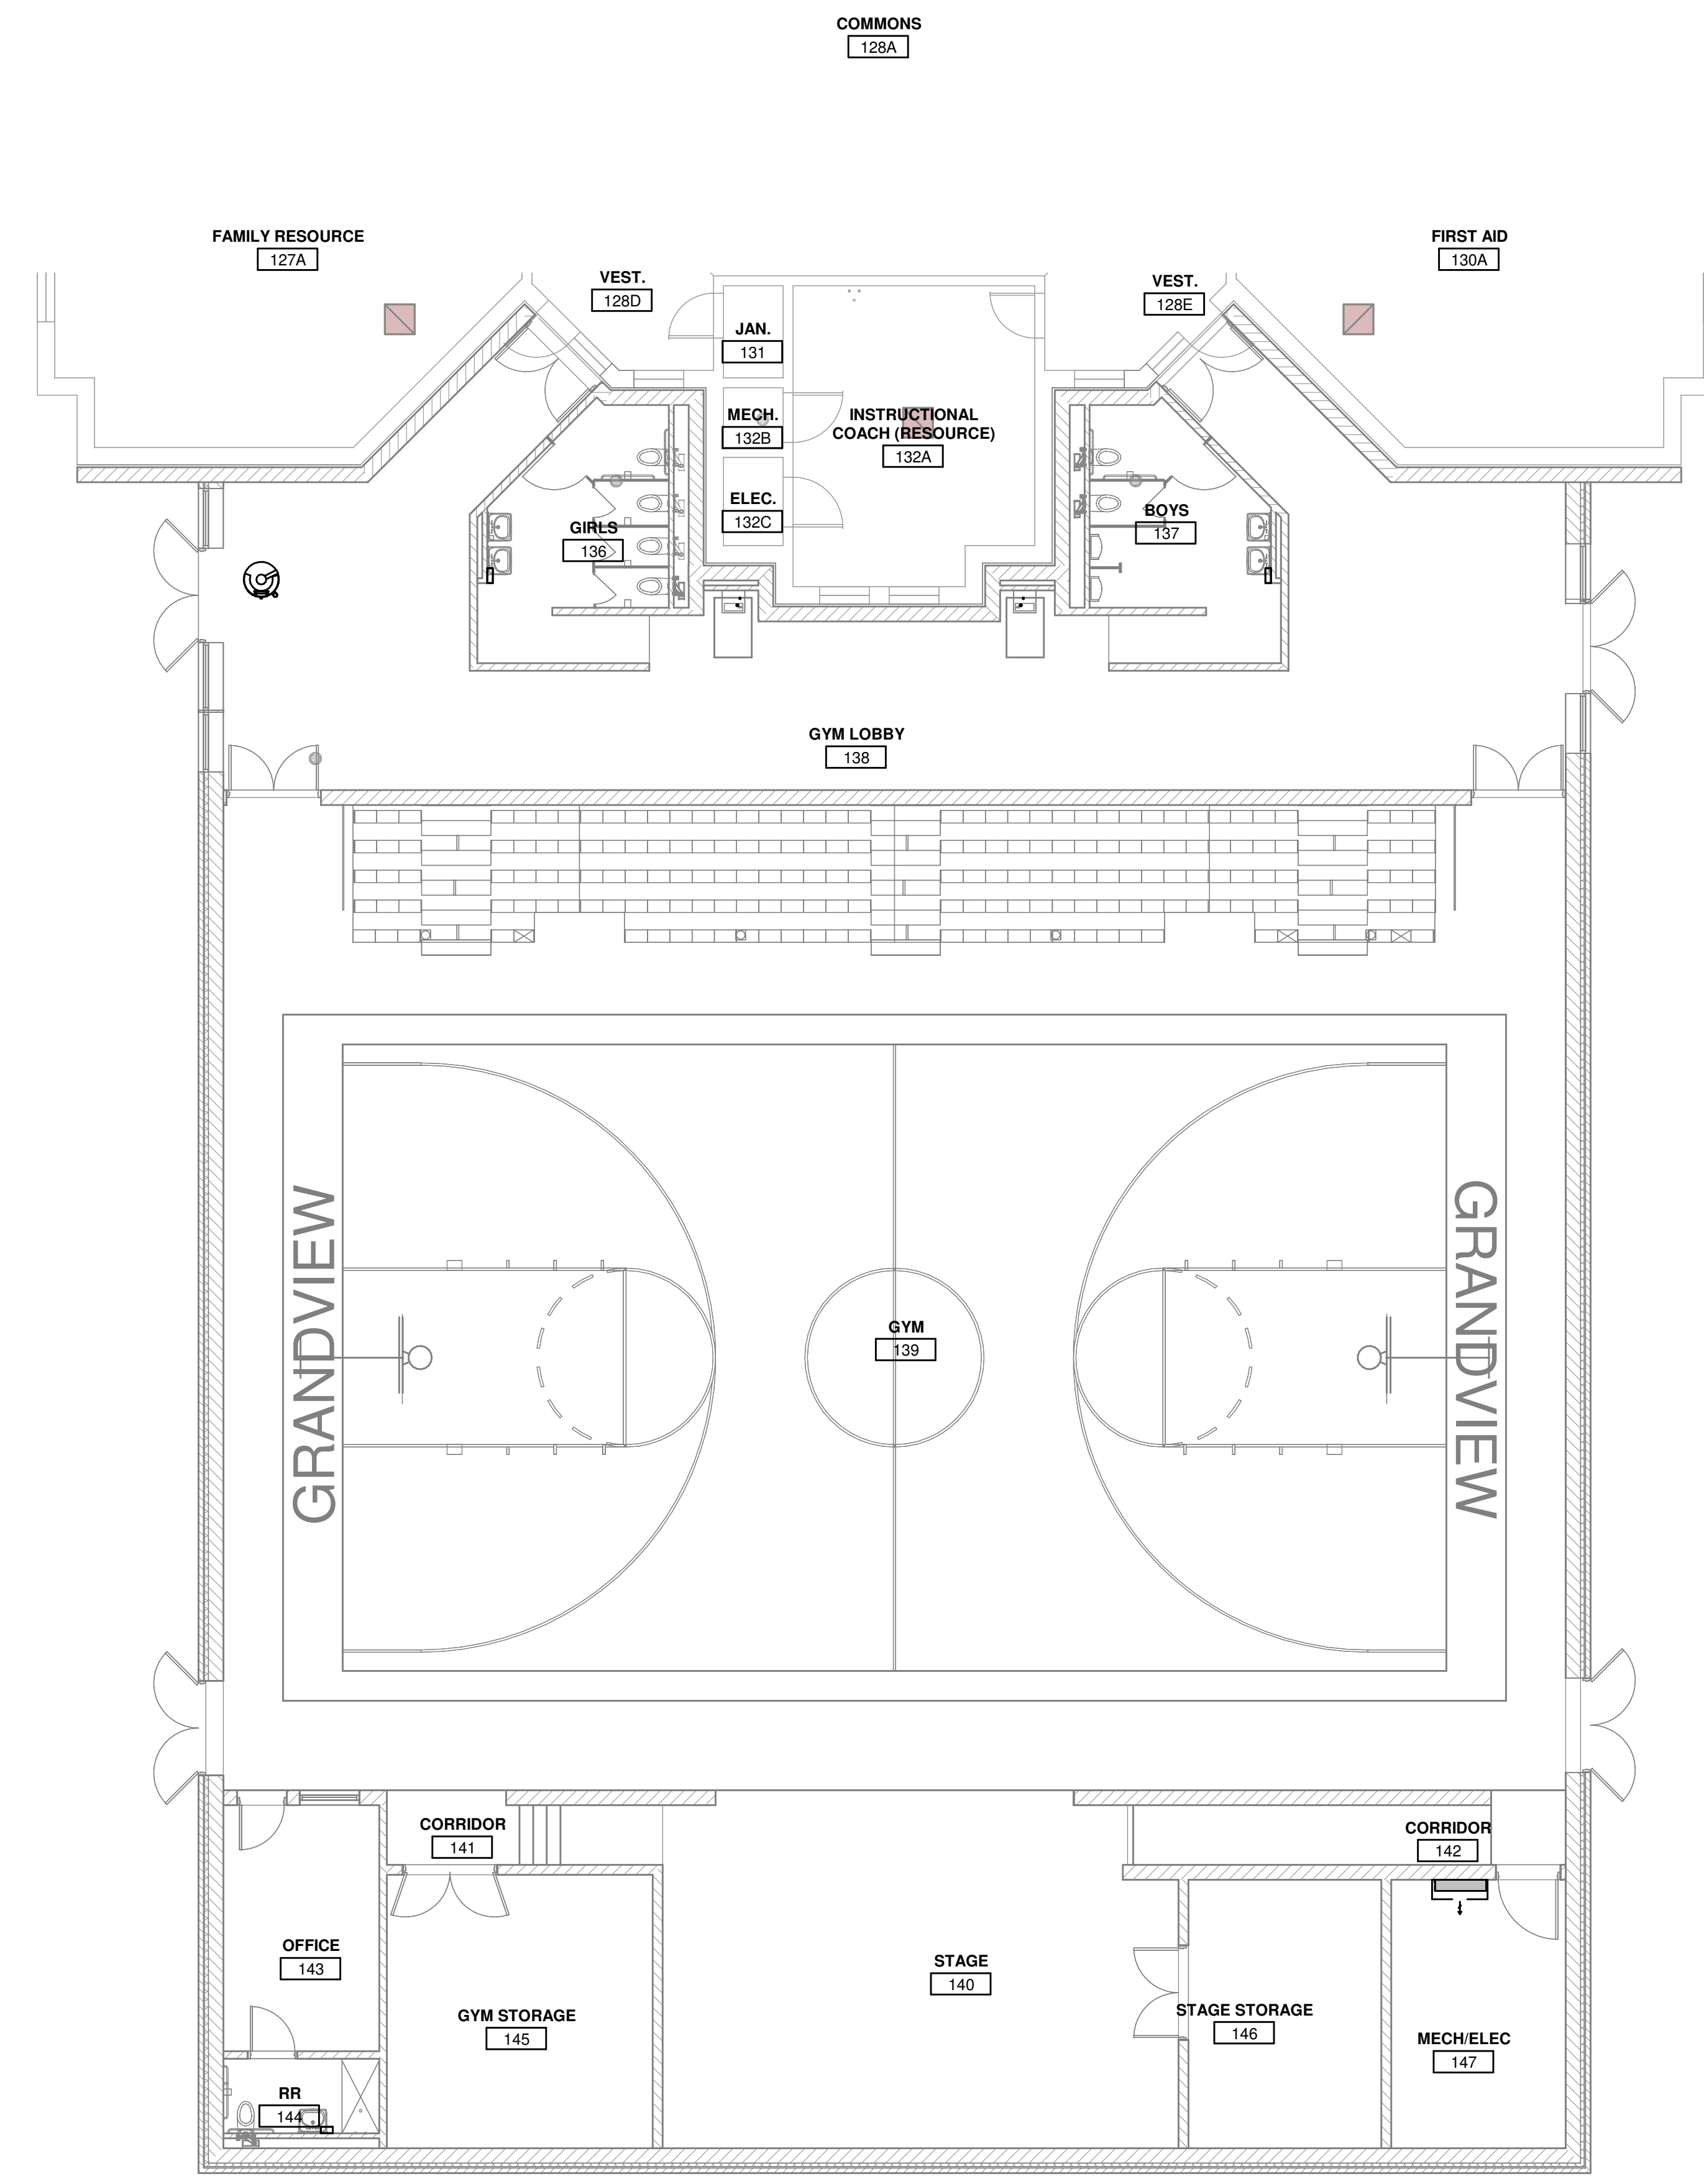 COMMONS
128A
FAMILY RESOURCE
127A
FIRST AID
130A
VEST.
128D
VEST.
128E
JAN.
131
MECH.
132B
INSTRUCTIONAL
COACH (RESOURCE)
132A
ELEC.
132C
GIRLS
136
BOYS
137
GYM LOBBY
138
GRANDVIEW
GYM
139
GRANDVIEW
CORRIDOR
141
CORRIDOR
142
OFFICE
143
STAGE
140
GYM STORAGE
145
STAGE STORAGE
146
MECH/ELEC
147
RR
144